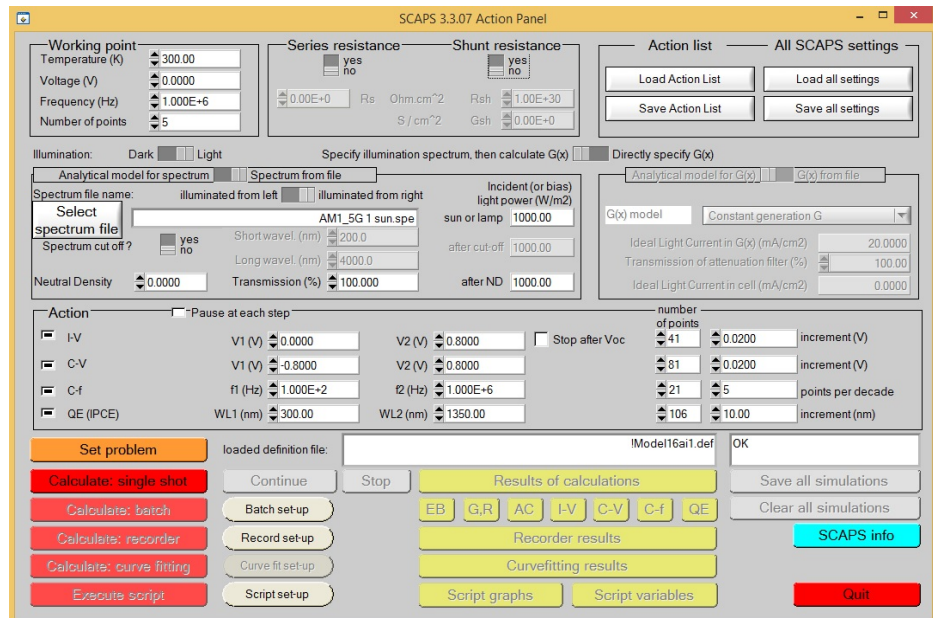 SCAPS 3.3.07 Action Panel
Working point
Temperature (K) 300.00
Voltage (V) 0.0000
Frequency (Hz) 1.000E+6
Number of points 5
Series resistance Shunt resistance
yes yes
no no
0.00E+0 Rs Ohm.cm^2 Rsh 1.00E+30
S / cm^2 Gsh 0.00E+0
Action list All SCAPS settings
Load Action List Load all settings
Save Action List Save all settings
Illumination: Dark Light Specify illumination spectrum, then calculate G(x) Directly specify G(x)
Analytical model for spectrum Spectrum from file
Spectrum file name: illuminated from left illuminated from right
Incident (or bias)
light power (W/m2)
Select
spectrum file
AM1_5G 1 sun.spe sun or lamp 1000.00
Spectrum cut off ? yes
no
Short wavel. (nm) 200.0
Long wavel. (nm) 4000.0
after cut-off 1000.00
Neutral Density 0.0000 Transmission (%) 100.000 after ND 1000.00
Analytical model for G(x) G(x) from file
G(x) model Constant generation G
Ideal Light Current in G(x) (mA/cm2) 20.0000
Transmission of attenuation filter (%) 100.00
Ideal Light Current in cell (mA/cm2) 0.0000
Action Pause at each step number
of points
I-V V1 (V) 0.0000 V2 (V) 0.8000 Stop after Voc 41 0.0200 increment (V)
C-V V1 (V) -0.8000 V2 (V) 0.8000 81 0.0200 increment (V)
C-f f1 (Hz) 1.000E+2 f2 (Hz) 1.000E+6 21 5 points per decade
QE (IPCE) WL1 (nm) 300.00 WL2 (nm) 1350.00 106 10.00 increment (nm)
Set problem loaded definition file: !Model16ai1.def OK
Calculate: single shot Continue Stop Results of calculations Save all simulations
Calculate: batch Batch set-up EB G,R AC I-V C-V C-f QE Clear all simulations
Calculate: recorder Record set-up Recorder results SCAPS info
Calculate: curve fitting Curve fit set-up Curvefitting results
Execute script Script set-up Script graphs Script variables Quit